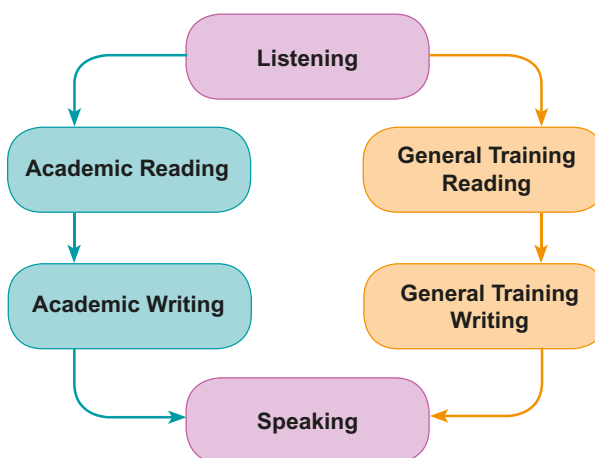 Listening
Academic Reading
General Training
Reading
Academic Writing
General Training
Writing
Speaking